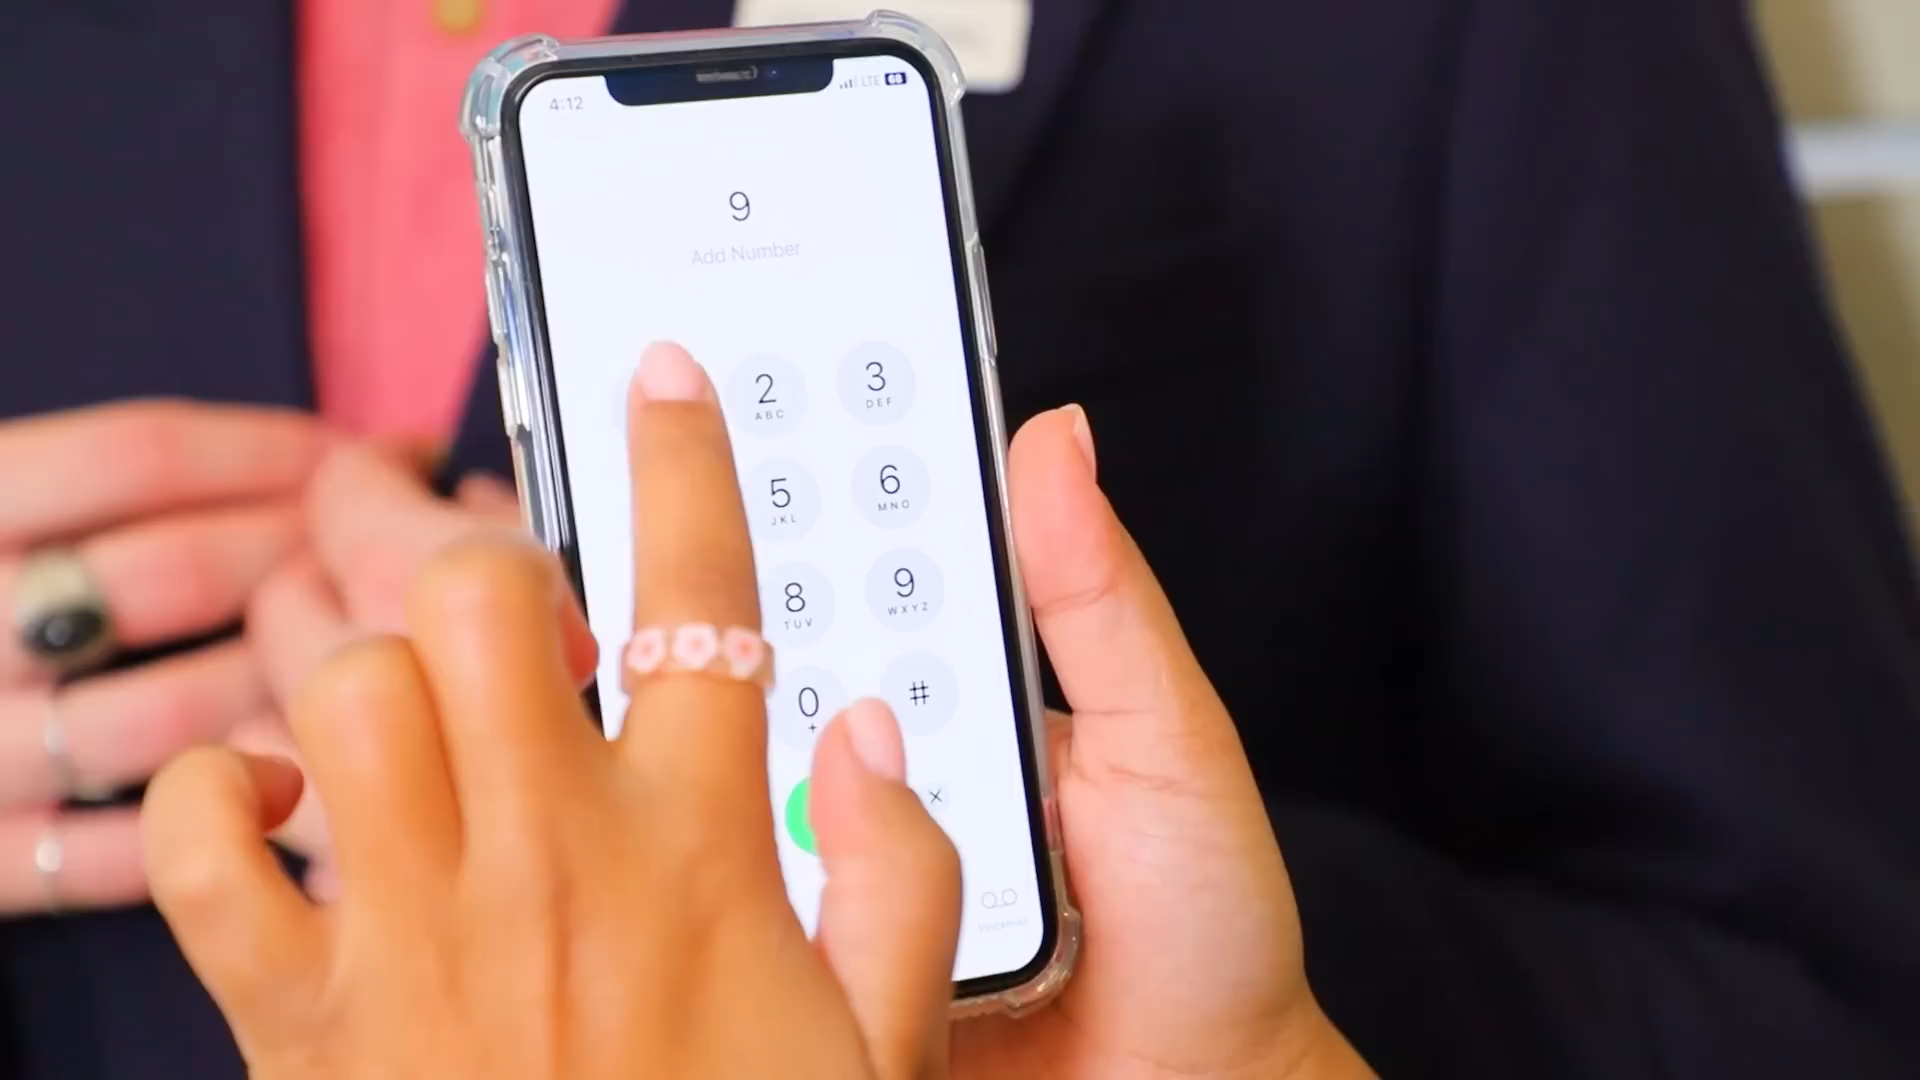 4:12 LTE 68
9
Add Number
2 3
ABC DEF
5 6
JKL MNO
8 9
TUV WXYZ
0 #
+
Voicemail